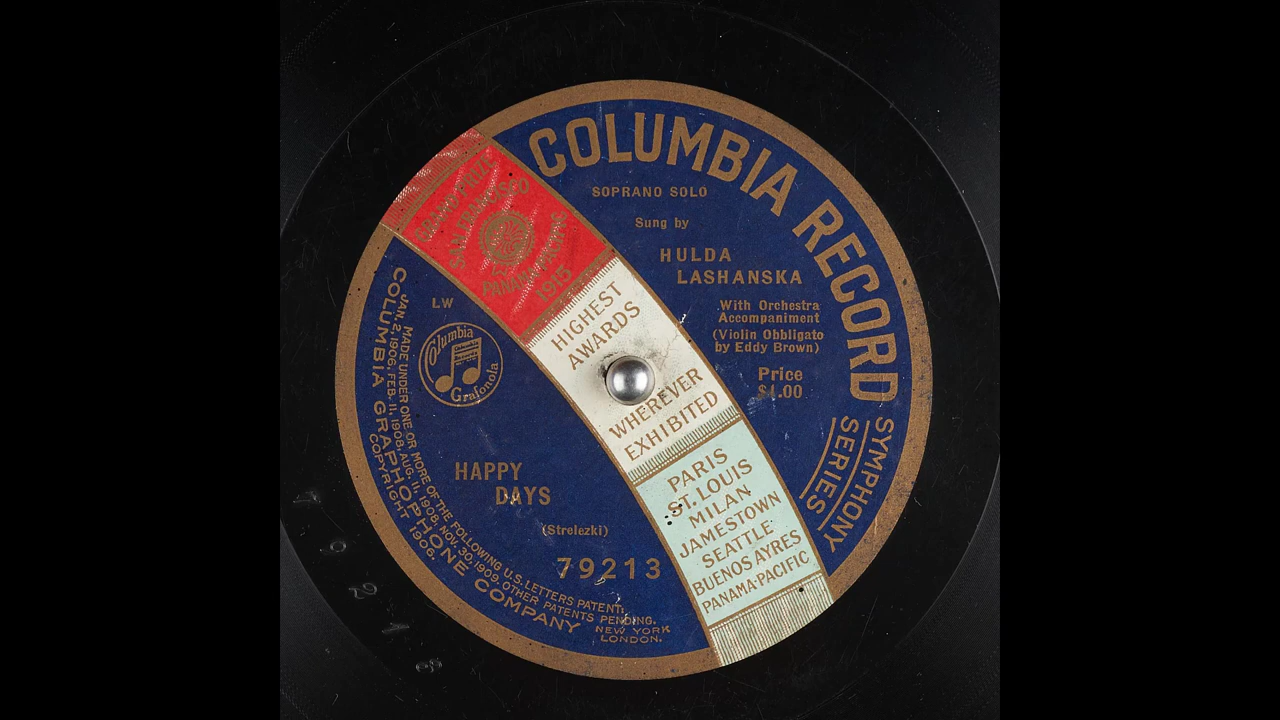 COLUMBIA RECORD
SYMPHONY
SERIES
SOPRANO SOLO
Sung by
HULDA
LASHANSKA
With Orchestra
Accompaniment
(Violin Obbligato
by Eddy Brown)
Price
$1.00
GRAND PRIZE
SAN FRANCISCO
PANAMA-PACIFIC
1915
HIGHEST
AWARDS
WHEREVER
EXHIBITED
PARIS
ST. LOUIS
MILAN
JAMESTOWN
SEATTLE
BUENOS AYRES
PANAMA-PACIFIC
LW
Columbia
Grafonola
HAPPY
DAYS
(Strelezki)
79213
MADE UNDER ONE OR MORE OF THE FOLLOWING U.S. LETTERS PATENT:
JAN. 2, 1906, FEB. 11, 1908, AUG. 11, 1908, NOV. 30, 1909, OTHER PATENTS PENDING.
COLUMBIA GRAPHOPHONE COMPANY
NEW YORK
LONDON.
COPYRIGHT 1906.